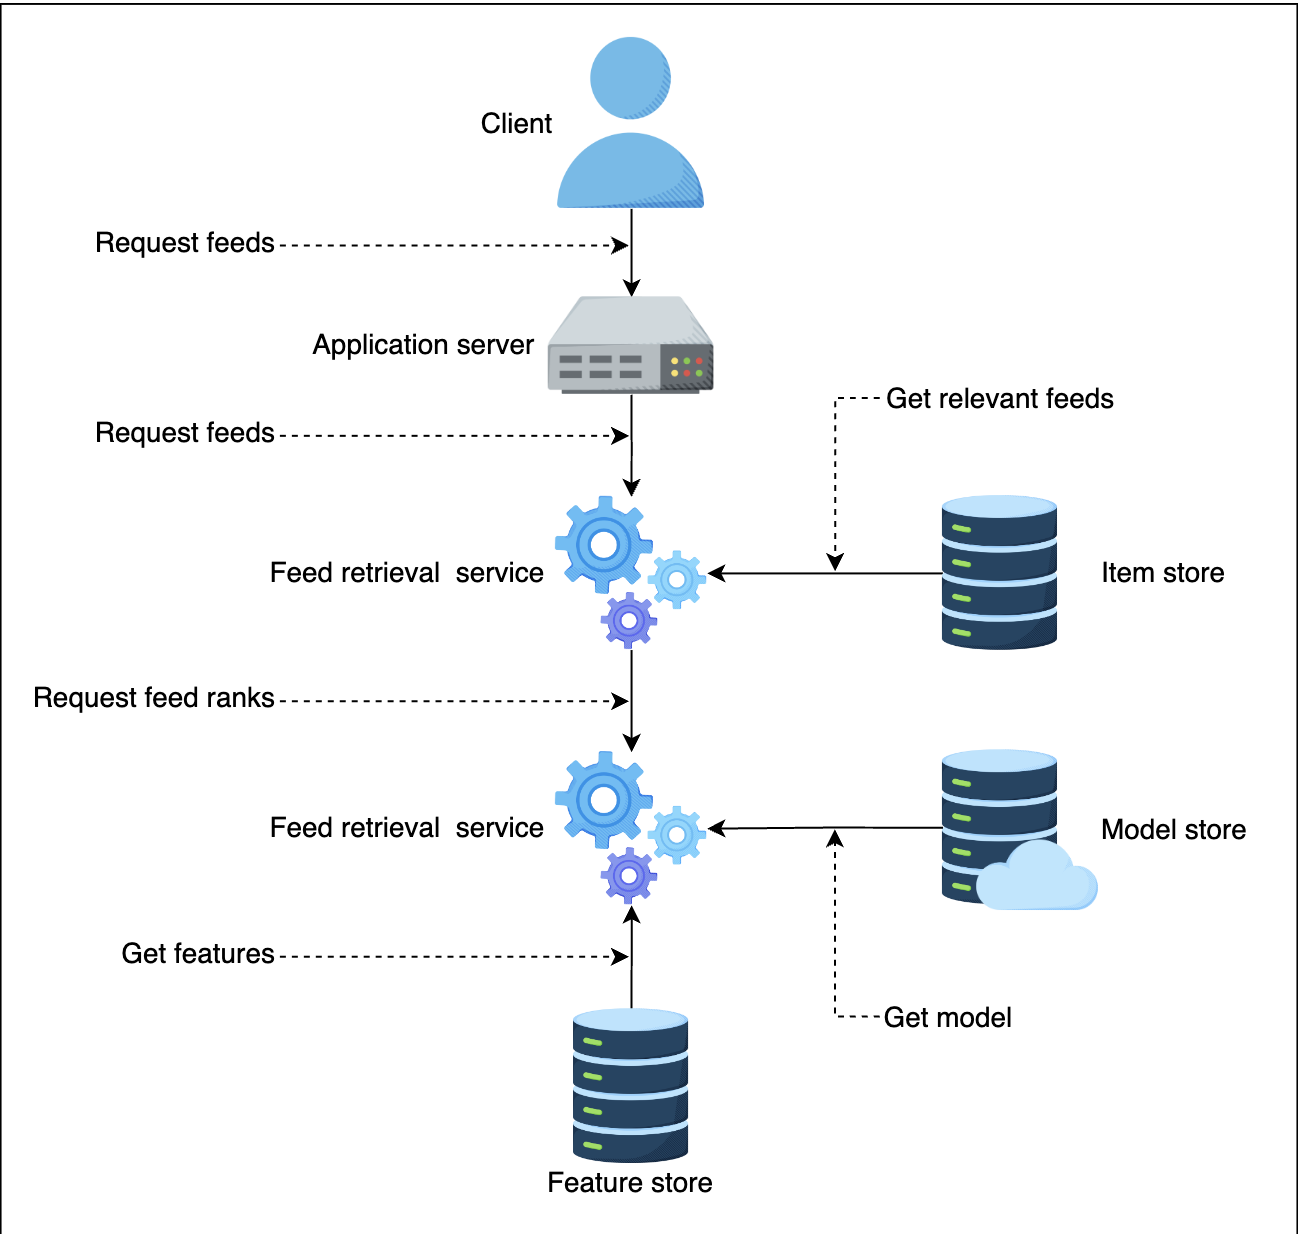 Client
Request feeds
Application server
Get relevant feeds
Request feeds
Feed retrieval  service
Item store
Request feed ranks
Feed retrieval  service
Model store
Get features
Get model
Feature store